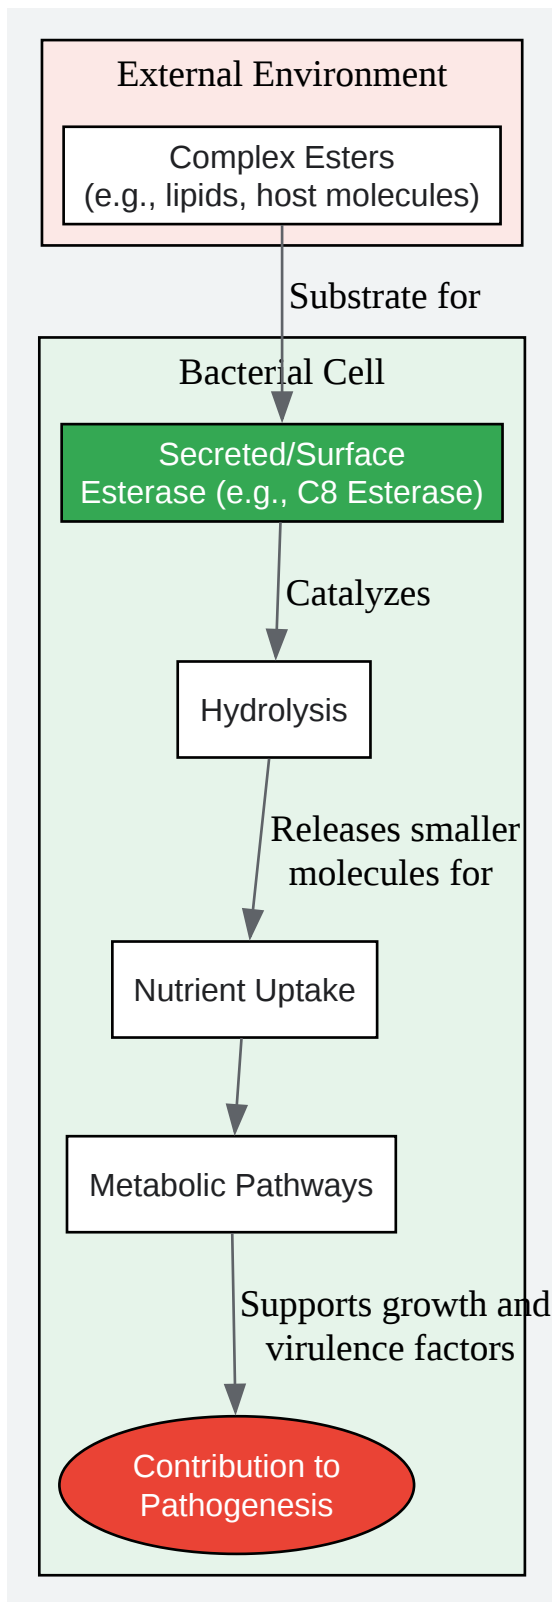 External Environment
Complex Esters
(e.g., lipids, host molecules)
Substrate for
Bacterial Cell
Secreted/Surface
Esterase (e.g., C8 Esterase)
Catalyzes
Hydrolysis
Releases smaller
molecules for
Nutrient Uptake
Metabolic Pathways
Supports growth and
virulence factors
Contribution to
Pathogenesis